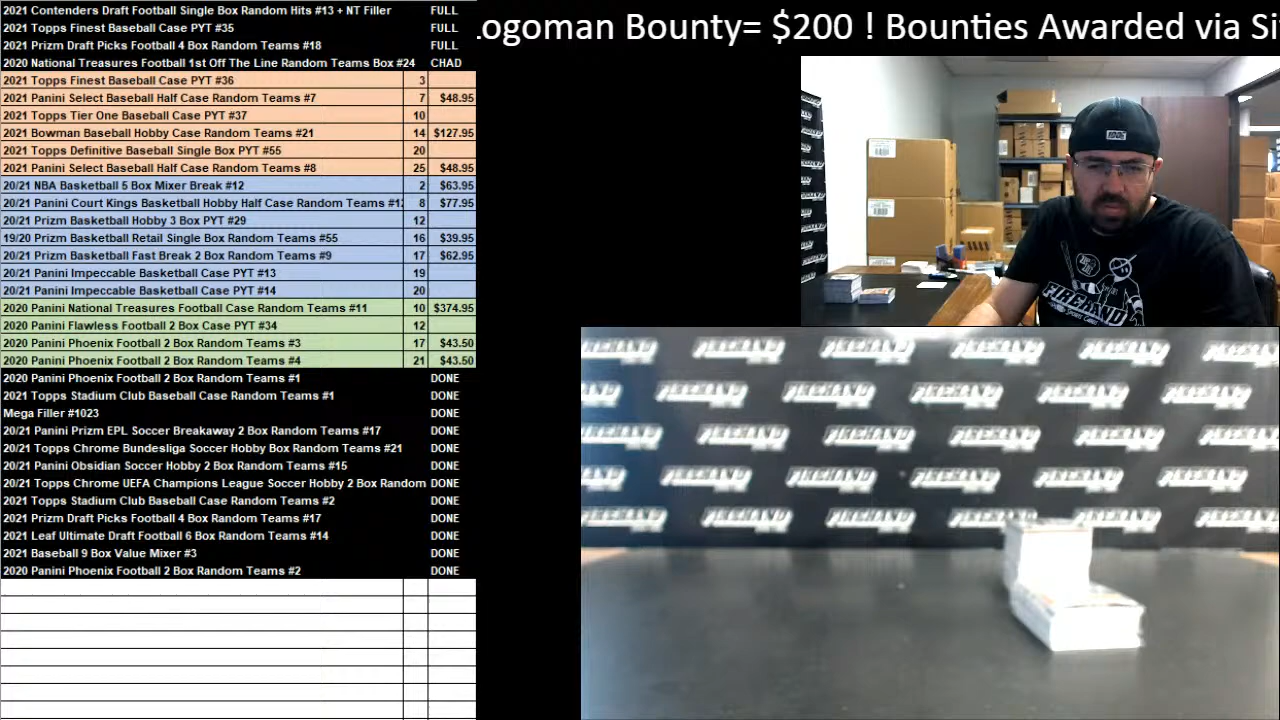 2021 Contenders Draft Football Single Box Random Hits #13 + NT Filler FULL
2021 Topps Finest Baseball Case PYT #35 FULL
2021 Prizm Draft Picks Football 4 Box Random Teams #18 FULL
2020 National Treasures Football 1st Off The Line Random Teams Box #24 CHAD
2021 Topps Finest Baseball Case PYT #36 3
2021 Panini Select Baseball Half Case Random Teams #7 7 $48.95
2021 Topps Tier One Baseball Case PYT #37 10
2021 Bowman Baseball Hobby Case Random Teams #21 14 $127.95
2021 Topps Definitive Baseball Single Box PYT #55 20
2021 Panini Select Baseball Half Case Random Teams #8 25 $48.95
20/21 NBA Basketball 5 Box Mixer Break #12 2 $63.95
20/21 Panini Court Kings Basketball Hobby Half Case Random Teams 8 $77.95
20/21 Prizm Basketball Hobby 3 Box PYT #29 12
19/20 Prizm Basketball Retail Single Box Random Teams #55 16 $39.95
19/20 Prizm Basketball Fast Break 2 Box Random Teams #9 17 $62.95
20/21 Panini Impeccable Basketball Case PYT #13 19
20/21 Panini Impeccable Basketball Case PYT #14 20
2020 Panini National Treasures Football Case Random Teams #11 10 $374.95
2020 Panini Flawless Football 2 Box Case PYT #34 12
2020 Panini Phoenix Football 2 Box Random Teams #3 17 $43.50
2020 Panini Phoenix Football 2 Box Random Teams #4 21 $43.50
2020 Panini Phoenix Football 2 Box Random Teams #1 DONE
2021 Topps Stadium Club Baseball Case Random Teams #1 DONE
Mega Filler #1023 DONE
20/21 Panini Prizm EPL Soccer Breakaway 2 Box Random Teams #17 DONE
20/21 Topps Chrome Bundesliga Soccer Hobby Box Random Teams #21 DONE
20/21 Panini Obsidian Soccer Hobby 2 Box Random Teams #15 DONE
20/21 Topps Chrome UEFA Champions League Soccer Hobby 2 Box Random DONE
2021 Topps Stadium Club Baseball Case Random Teams #2 DONE
2021 Prizm Draft Picks Football 4 Box Random Teams #17 DONE
2021 Leaf Ultimate Draft Football 6 Box Random Teams #14 DONE
2021 Baseball 9 Box Value Mixer #3 DONE
2020 Panini Phoenix Football 2 Box Random Teams #2 DONE
Logoman Bounty= $200 ! Bounties Awarded via Si
FIREHAND
Sports Cards